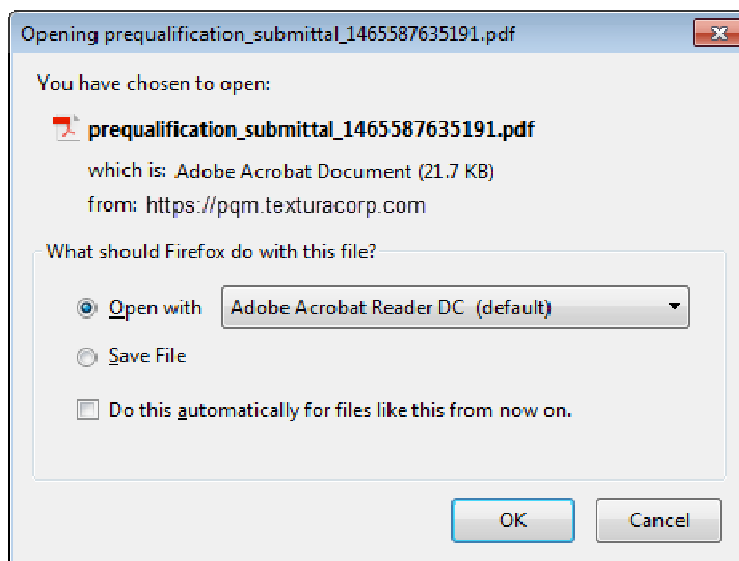 Opening prequalification_submittal_1465587635191.pdf
You have chosen to open:
prequalification_submittal_1465587635191.pdf
which is: Adobe Acrobat Document (21.7 KB)
from: https://pqm.texturacorp.com
What should Firefox do with this file?
Open with Adobe Acrobat Reader DC (default)
Save File
Do this automatically for files like this from now on.
OK Cancel